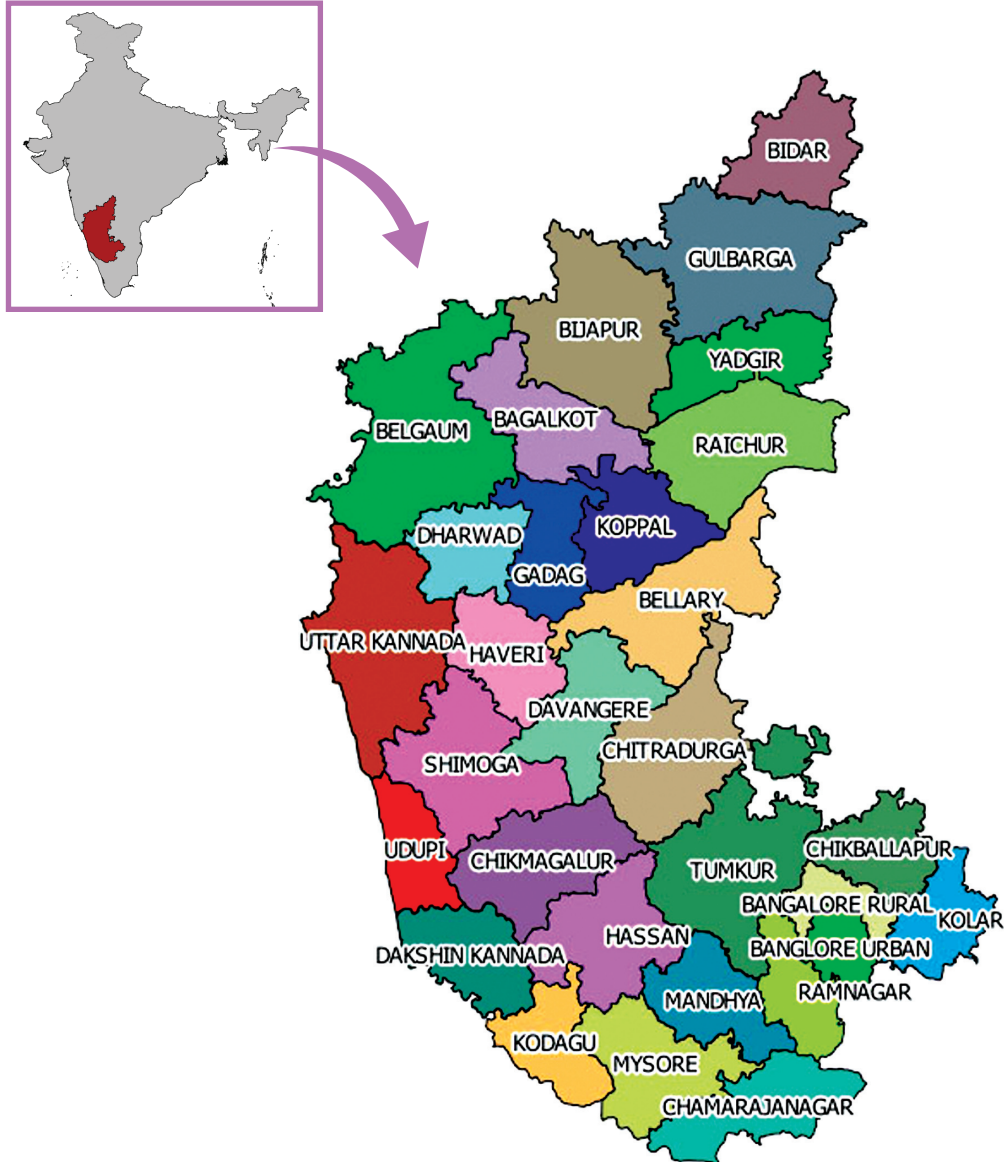 BIDAR
GULBARGA
BIJAPUR
YADGIR
BAGALKOT
BELGAUM
RAICHUR
KOPPAL
DHARWAD
GADAG
BELLARY
UTTAR KANNADA
HAVERI
DAVANGERE
CHITRADURGA
SHIMOGA
UDUPI
CHIKMAGALUR
CHIKBALLAPUR
TUMKUR
BANGALORE RURAL
KOLAR
HASSAN
BANGLORE URBAN
DAKSHIN KANNADA
RAMNAGAR
MANDHYA
KODAGU
MYSORE
CHAMARAJANAGAR